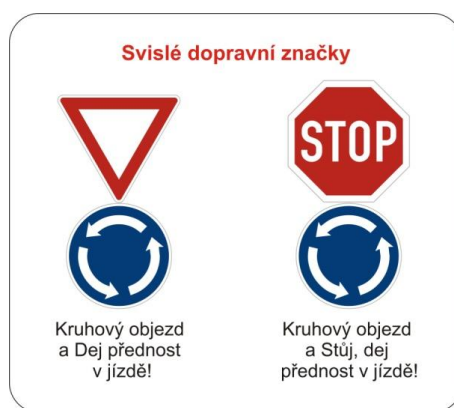 Svislé dopravní značky
STOP
Kruhový objezd
a Dej přednost
v jízdě!
Kruhový objezd
a Stůj, dej
přednost v jízdě!